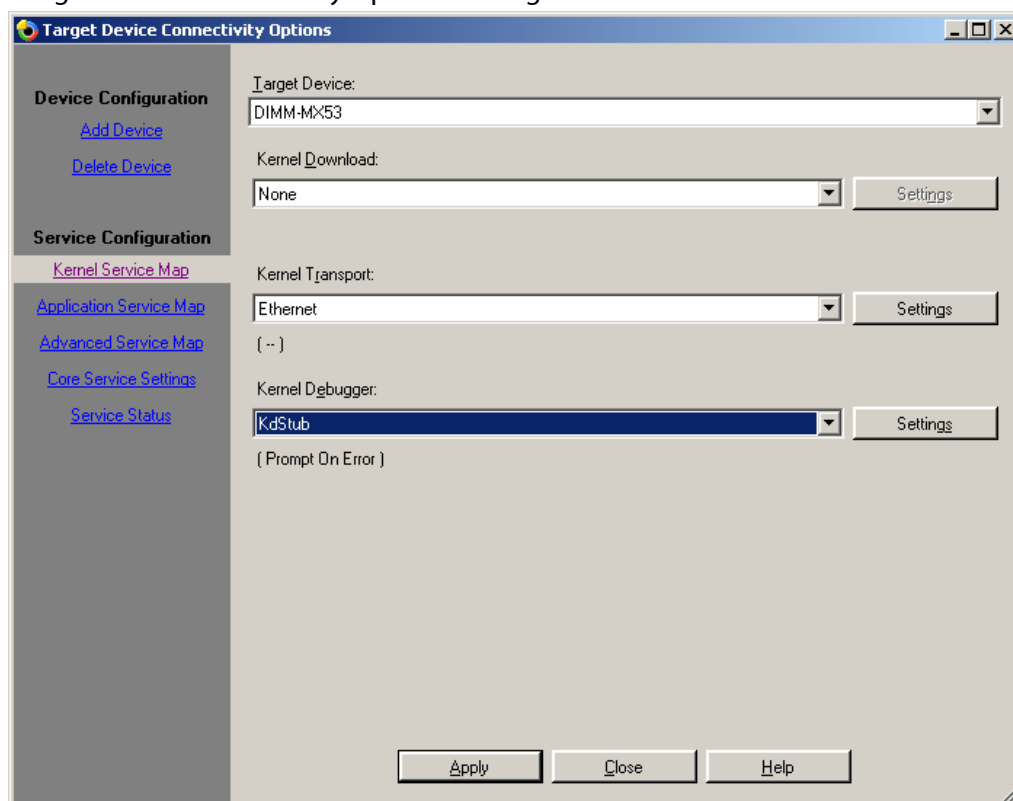 Target Device Connectivity Options
Device Configuration
Add Device
Delete Device
Service Configuration
Kernel Service Map
Application Service Map
Advanced Service Map
Core Service Settings
Service Status
Target Device:
DIMM-MX53
Kernel Download:
None
Settings
Kernel Transport:
Ethernet
Settings
( -- )
Kernel Debugger:
KdStub
Settings
( Prompt On Error )
Apply
Close
Help